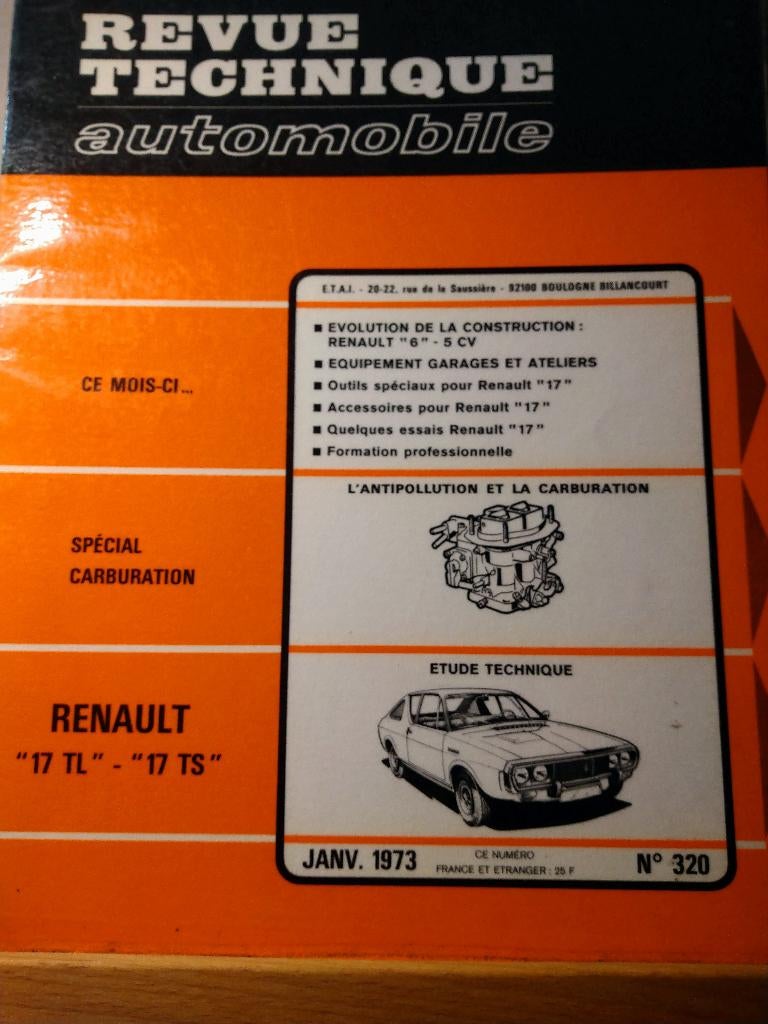 REVUE
TECHNIQUE
automobile
E.T.A.I. - 20-22, rue de la Saussière - 92100 BOULOGNE BILLANCOURT
CE MOIS-CI...
■ EVOLUTION DE LA CONSTRUCTION :
RENAULT "6" - 5 CV
■ EQUIPEMENT GARAGES ET ATELIERS
■ Outils spéciaux pour Renault "17"
■ Accessoires pour Renault "17"
■ Quelques essais Renault "17"
■ Formation professionnelle
SPÉCIAL
CARBURATION
L'ANTIPOLLUTION ET LA CARBURATION
RENAULT
"17 TL" - "17 TS"
ETUDE TECHNIQUE
JANV. 1973
CE NUMÉRO
FRANCE ET ETRANGER : 25 F
N° 320